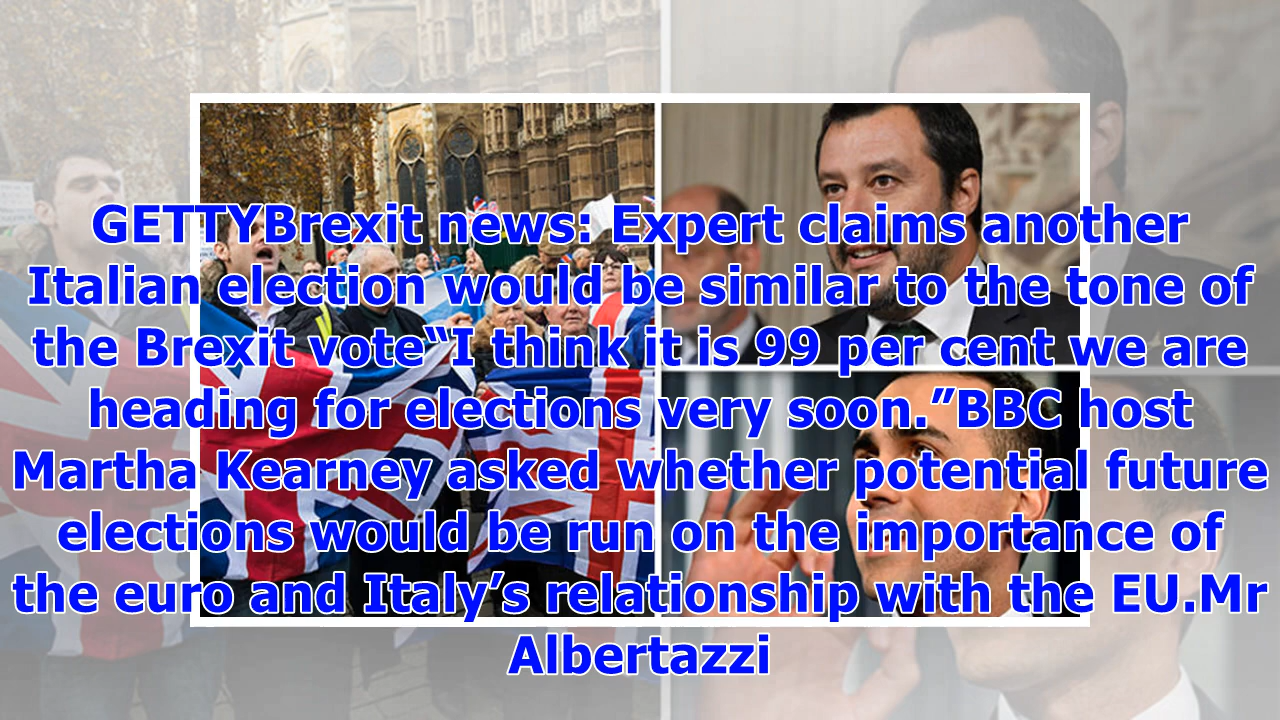 GETTYBrexit news: Expert claims another
Italian election would be similar to the tone of
the Brexit vote“I think it is 99 per cent we are
heading for elections very soon.”BBC host
Martha Kearney asked whether potential future
elections would be run on the importance of
the euro and Italy’s relationship with the EU.Mr
Albertazzi